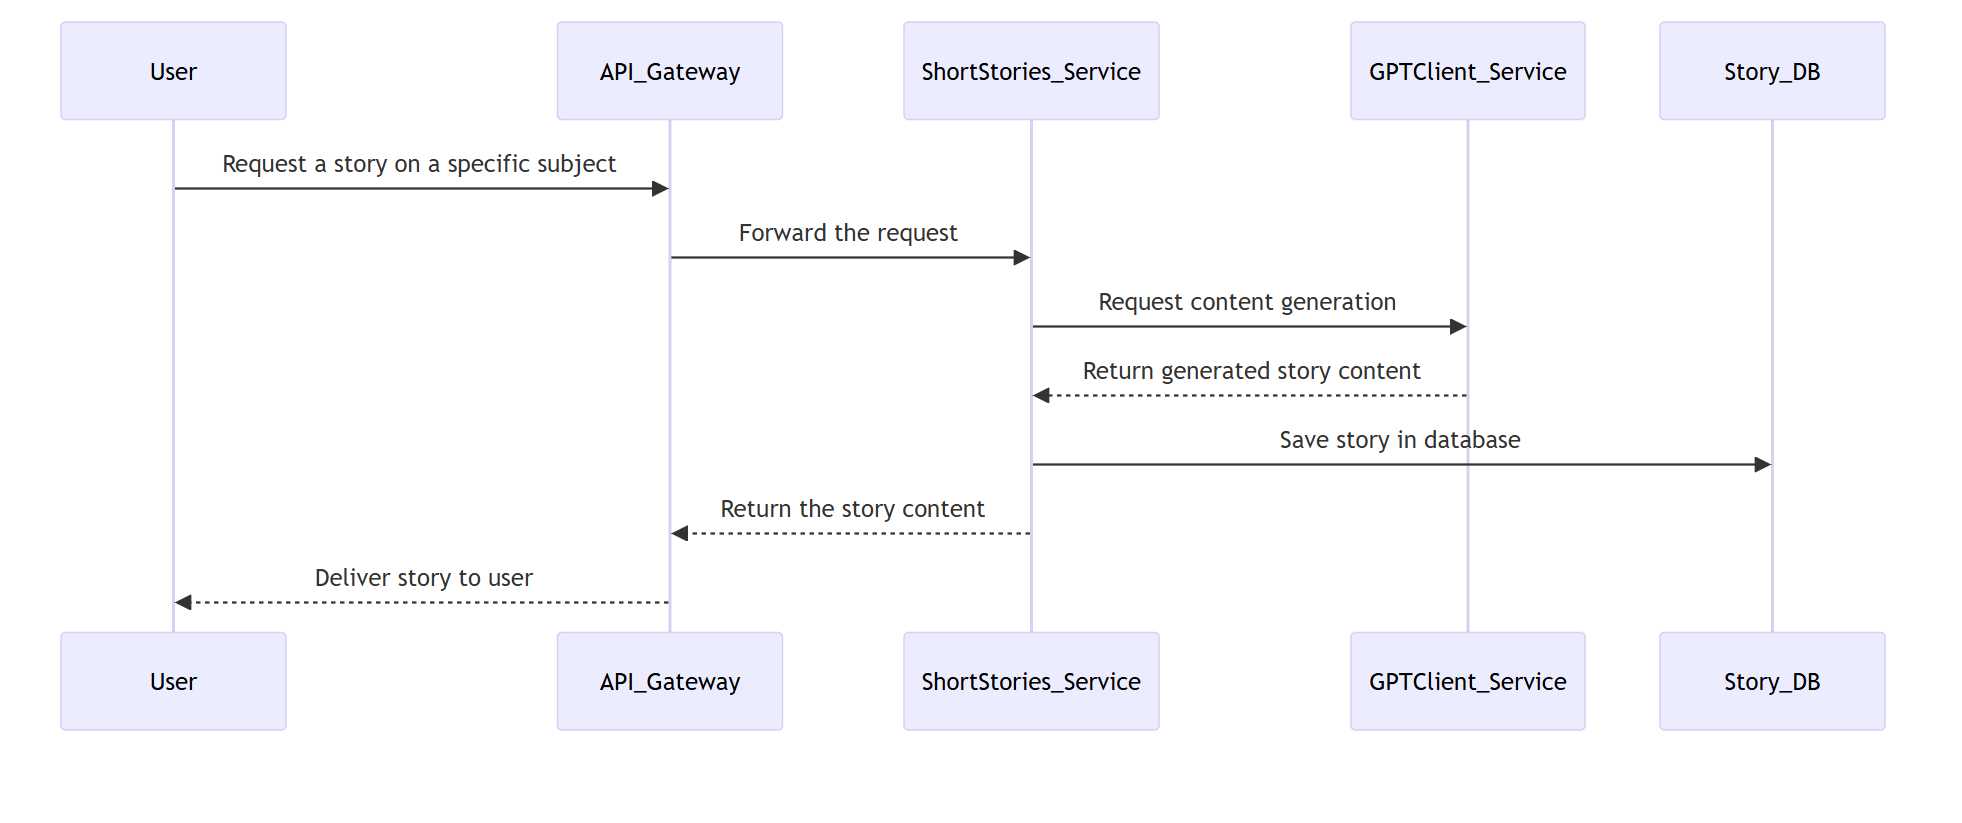 User
API_Gateway
ShortStories_Service
GPTClient_Service
Story_DB
Request a story on a specific subject
Forward the request
Request content generation
Return generated story content
Save story in database
Return the story content
Deliver story to user
User
API_Gateway
ShortStories_Service
GPTClient_Service
Story_DB